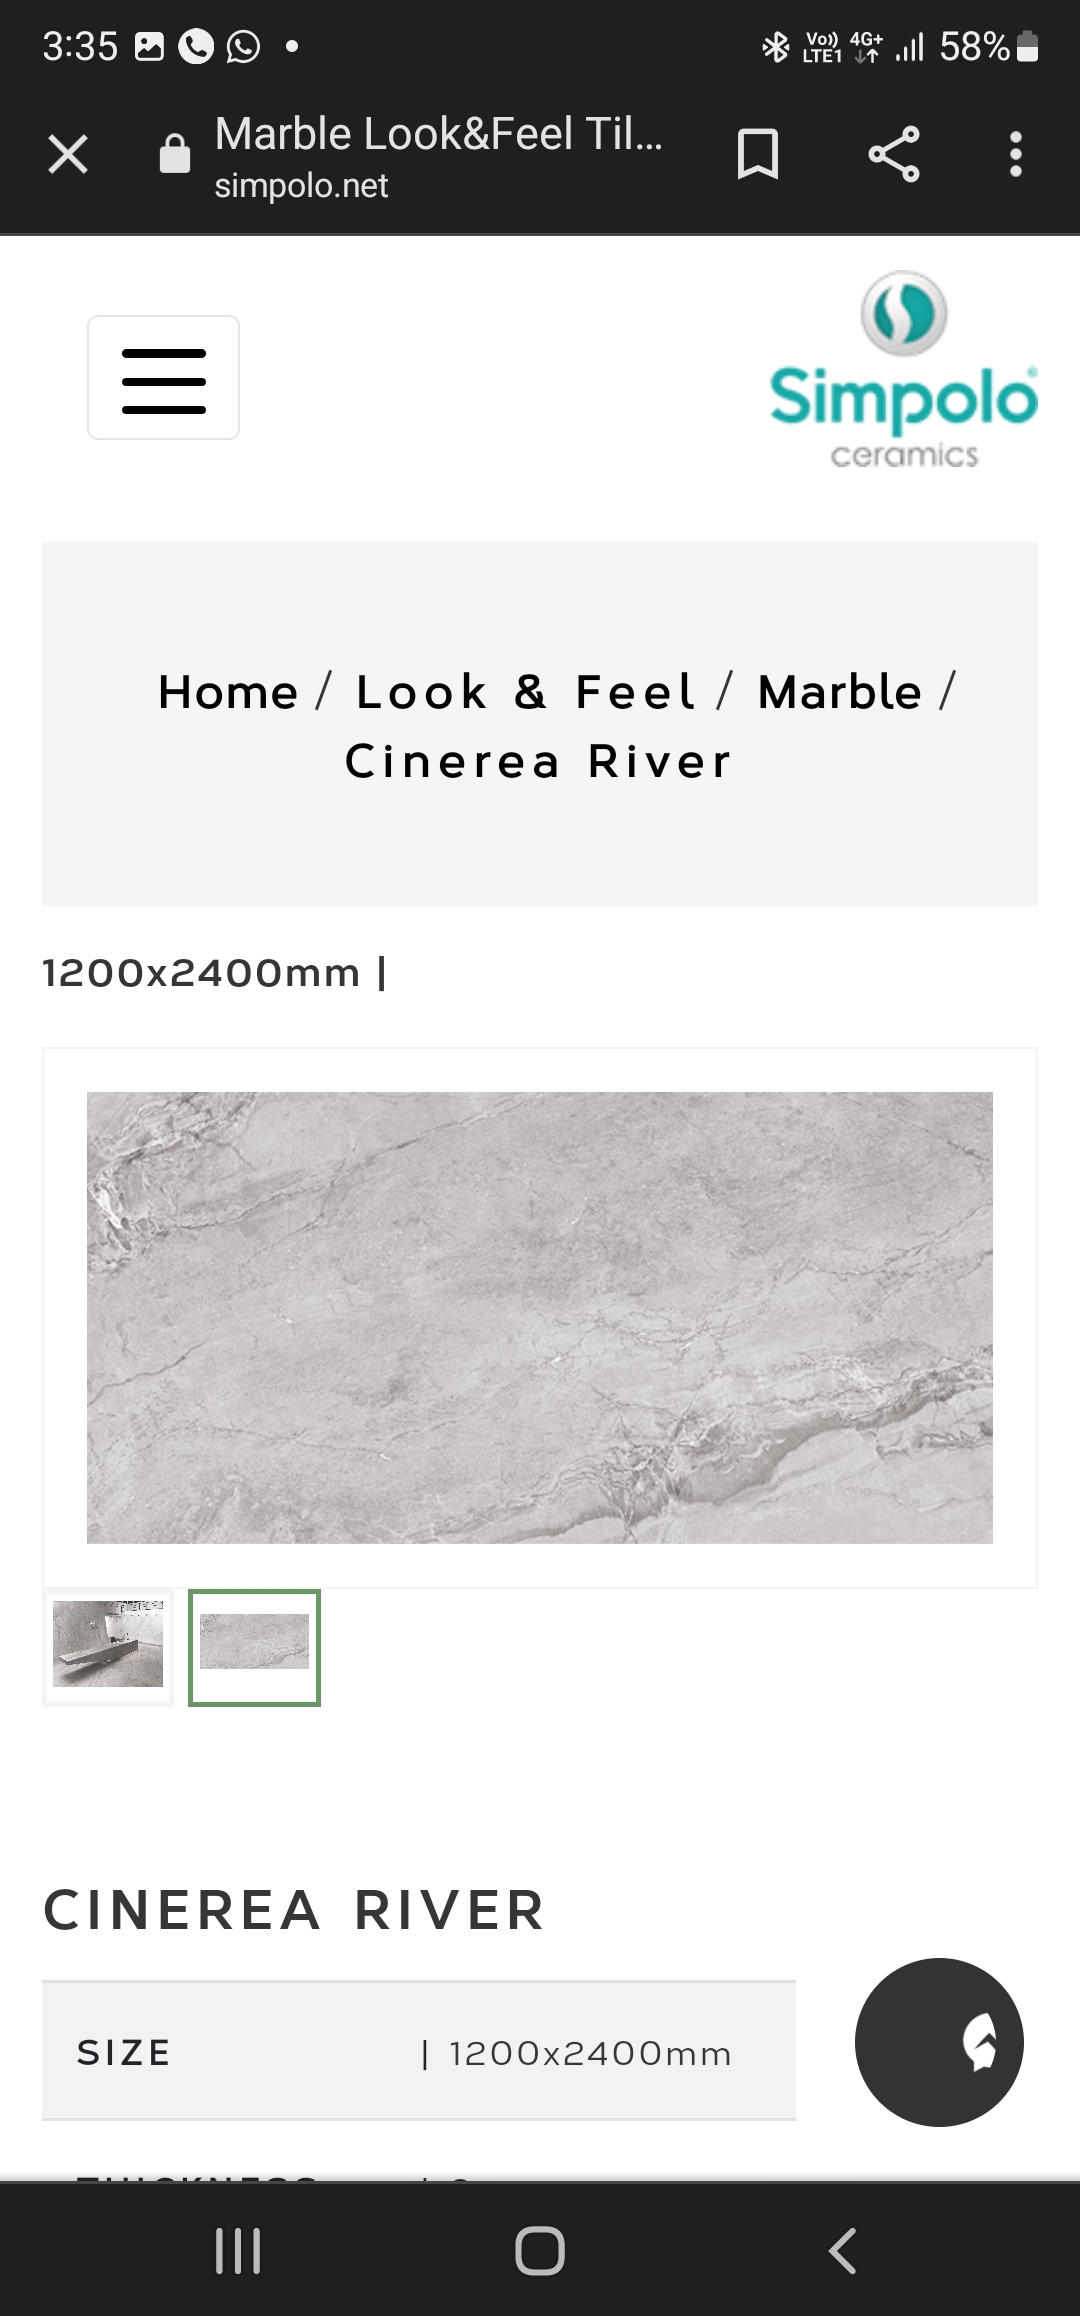 3:35
Vo)) LTE1 4G+ 58%
Marble Look&Feel Til...
simpolo.net
Simpolo
ceramics
Home / Look & Feel / Marble /
Cinerea River
1200x2400mm |
CINEREA RIVER
SIZE | 1200x2400mm